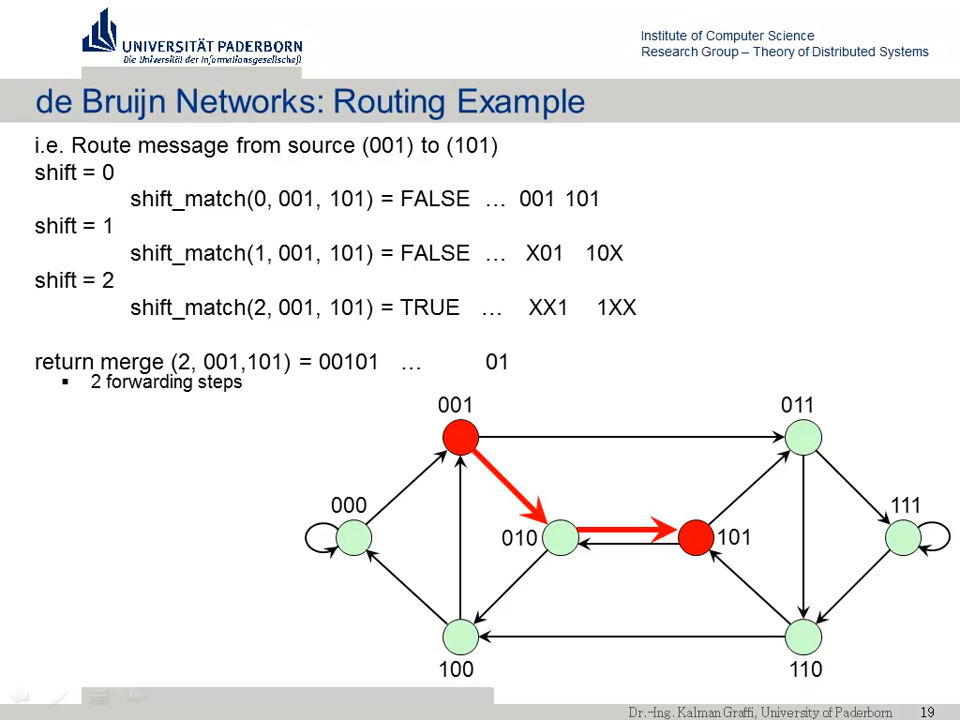 UNIVERSITÄT PADERBORN
Die Universität der Informationsgesellschaft
Institute of Computer Science
Research Group – Theory of Distributed Systems
de Bruijn Networks: Routing Example
i.e. Route message from source (001) to (101)
shift = 0
shift_match(0, 001, 101) = FALSE … 001 101
shift = 1
shift_match(1, 001, 101) = FALSE … X01 10X
shift = 2
shift_match(2, 001, 101) = TRUE … XX1 1XX
return merge (2, 001,101) = 00101 … 01
▪ 2 forwarding steps
001 011
000 111
010 101
100 110
Dr.-Ing. Kalman Graffi, University of Paderborn 19